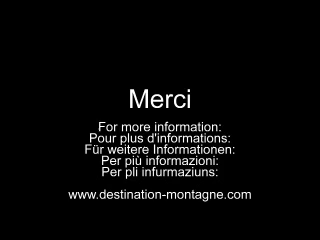 Merci
For more information:
Pour plus d'informations:
Für weitere Informationen:
Per più informazioni:
Per pli infurmaziuns:
www.destination-montagne.com